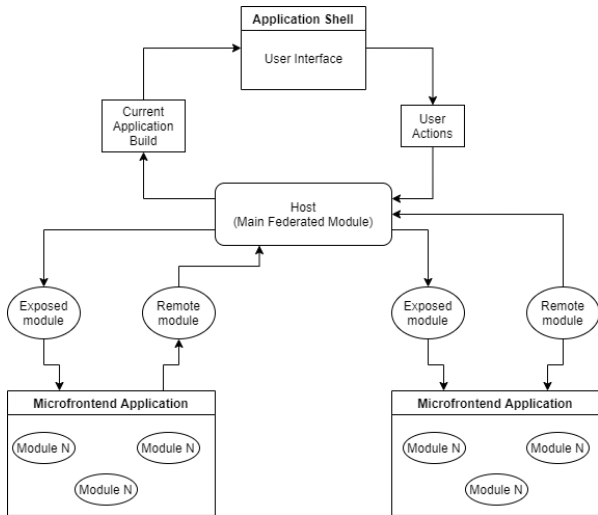 Application Shell
User Interface
Current
Application
Build
User
Actions
Host
(Main Federated Module)
Exposed
module
Remote
module
Exposed
module
Remote
module
Microfrontend Application
Module N
Module N
Module N
Microfrontend Application
Module N
Module N
Module N